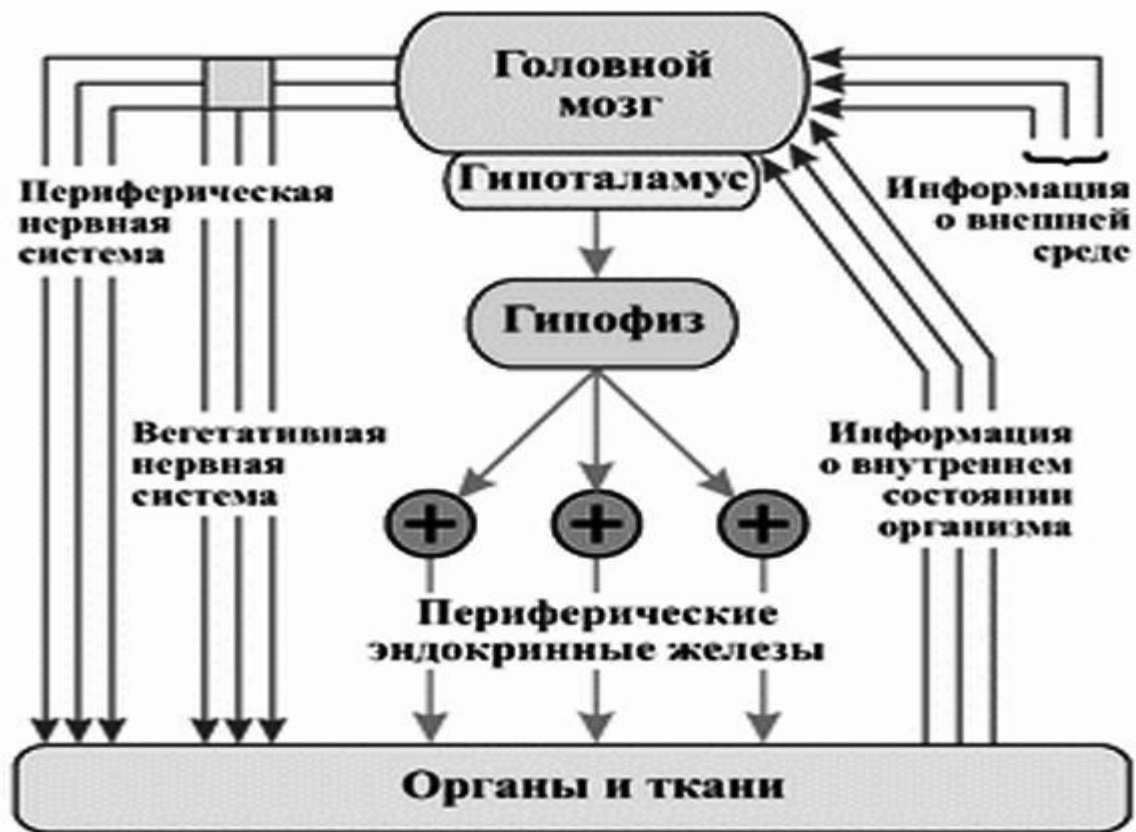 Головной
мозг
Гипоталамус
Периферическая
нервная
система
Информация
о внешней
среде
Гипофиз
Вегетативная
нервная
система
Информация
о внутреннем
состоянии
организма
+ + +
Периферические
эндокринные железы
Органы и ткани